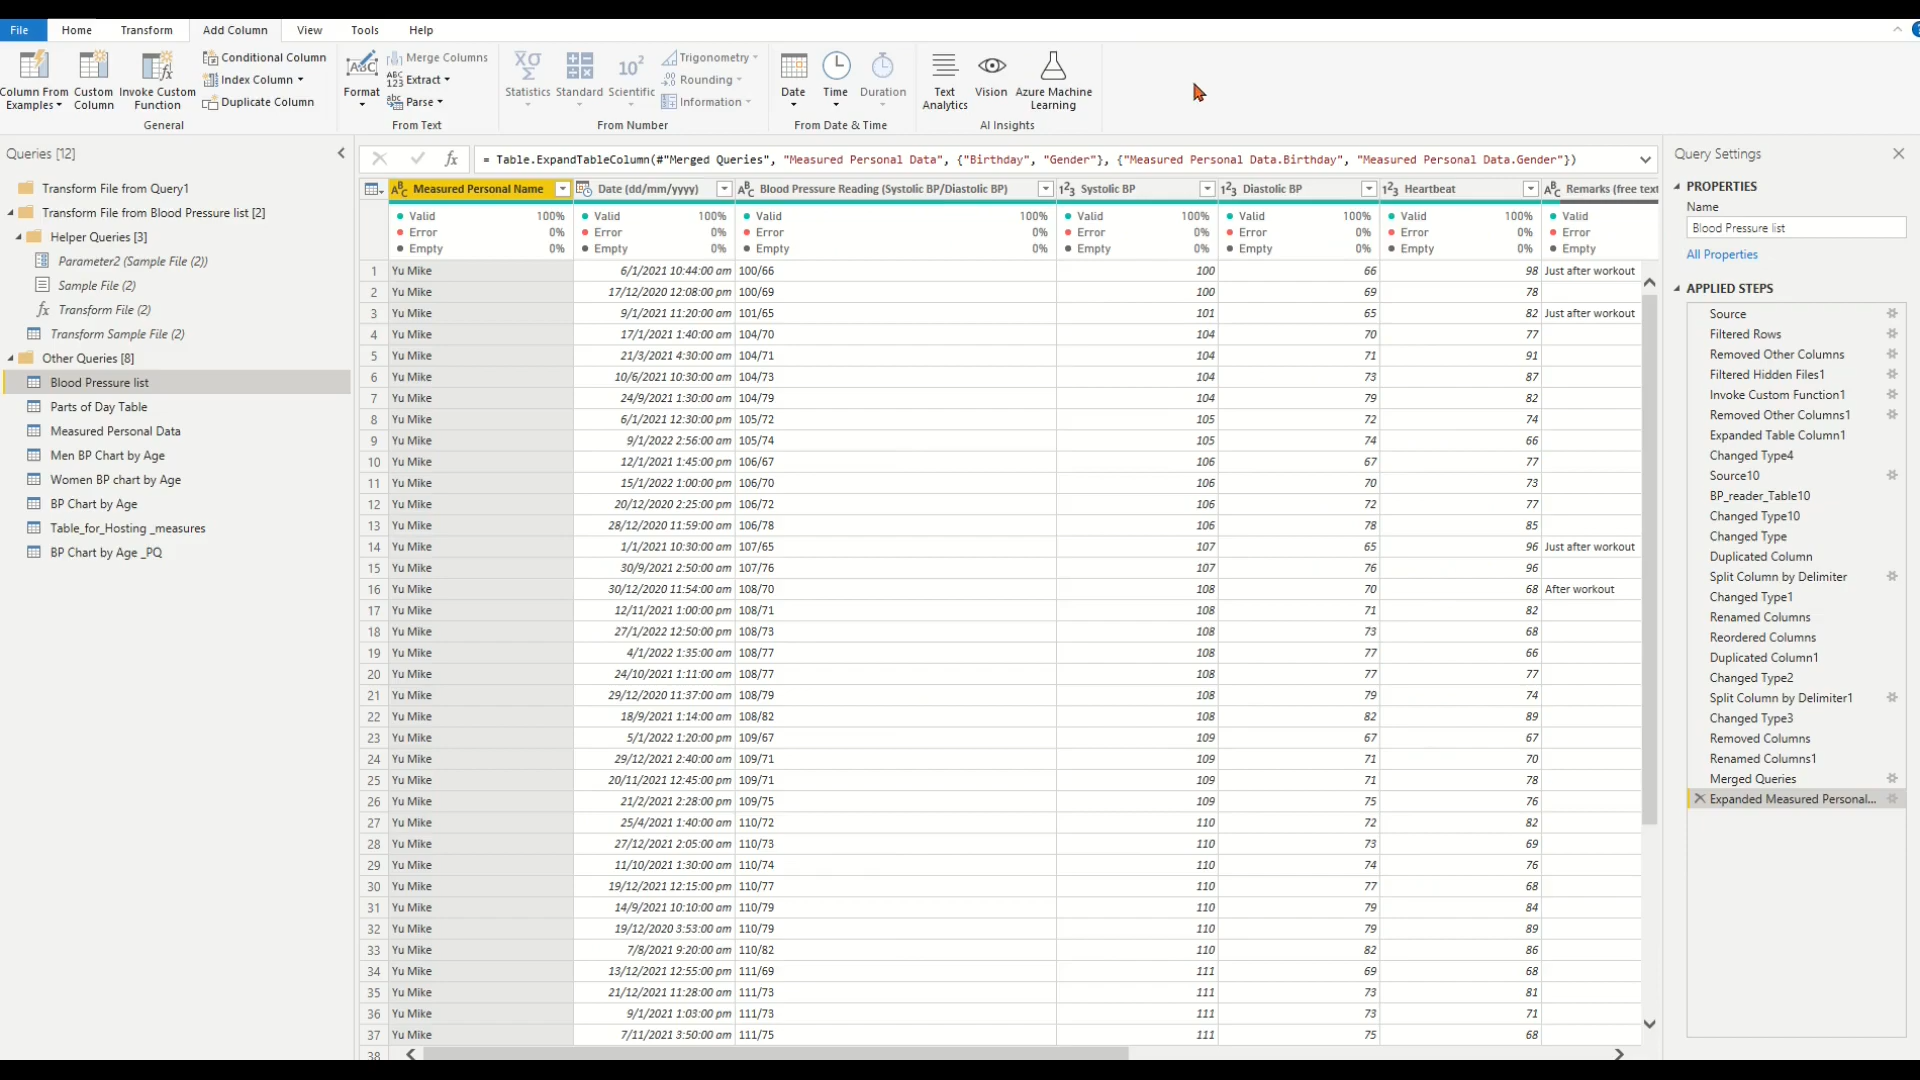 File Home Transform Add Column View Tools Help
Column From Examples
Custom Column
Invoke Custom Function
Conditional Column
Index Column
Duplicate Column
General
Format
Merge Columns
Extract
Parse
From Text
Statistics
Standard
Scientific
Trigonometry
Rounding
Information
From Number
Date
Time
Duration
From Date & Time
Text Analytics
Vision
Azure Machine Learning
AI Insights
Queries [12]
Transform File from Query1
Transform File from Blood Pressure list [2]
Helper Queries [3]
Parameter2 (Sample File (2))
Sample File (2)
Transform File (2)
Transform Sample File (2)
Other Queries [8]
Blood Pressure list
Parts of Day Table
Measured Personal Data
Men BP Chart by Age
Women BP chart by Age
BP Chart by Age
Table_for_Hosting _measures
BP Chart by Age _PQ
= Table.ExpandTableColumn(#"Merged Queries", "Measured Personal Data", {"Birthday", "Gender"}, {"Measured Personal Data.Birthday", "Measured Personal Data.Gender"})
Measured Personal Name Date (dd/mm/yyyy) Blood Pressure Reading (Systolic BP/Diastolic BP) Systolic BP Diastolic BP Heartbeat Remarks (free text
Valid 100% Valid 100% Valid 100% Valid 100% Valid 100% Valid 100% Valid
Error 0% Error 0% Error 0% Error 0% Error 0% Error 0% Error
Empty 0% Empty 0% Empty 0% Empty 0% Empty 0% Empty 0% Empty
1 Yu Mike 6/1/2021 10:44:00 am 100/66 100 66 98 Just after workout
2 Yu Mike 17/12/2020 12:08:00 pm 100/69 100 69 78
3 Yu Mike 9/1/2021 11:20:00 am 101/65 101 65 82 Just after workout
4 Yu Mike 17/1/2021 1:40:00 am 104/70 104 70 77
5 Yu Mike 21/3/2021 4:30:00 am 104/71 104 71 91
6 Yu Mike 10/6/2021 10:30:00 am 104/73 104 73 87
7 Yu Mike 24/9/2021 1:30:00 am 104/79 104 79 82
8 Yu Mike 6/1/2021 12:30:00 pm 105/72 105 72 74
9 Yu Mike 9/1/2022 2:56:00 am 105/74 105 74 66
10 Yu Mike 12/1/2021 1:45:00 pm 106/67 106 67 77
11 Yu Mike 15/1/2022 1:00:00 pm 106/70 106 70 73
12 Yu Mike 20/12/2020 2:25:00 pm 106/72 106 72 77
13 Yu Mike 28/12/2020 11:59:00 am 106/78 106 78 85
14 Yu Mike 1/1/2021 10:30:00 am 107/65 107 65 96 Just after workout
15 Yu Mike 30/9/2021 2:50:00 am 107/76 107 76 96
16 Yu Mike 30/12/2020 11:54:00 am 108/70 108 70 68 After workout
17 Yu Mike 12/11/2021 1:00:00 pm 108/71 108 71 82
18 Yu Mike 27/1/2022 12:50:00 pm 108/73 108 73 68
19 Yu Mike 4/1/2022 1:35:00 am 108/77 108 77 66
20 Yu Mike 24/10/2021 1:11:00 am 108/77 108 77 77
21 Yu Mike 29/12/2020 11:37:00 am 108/79 108 79 74
22 Yu Mike 18/9/2021 1:14:00 am 108/82 108 82 89
23 Yu Mike 5/1/2022 1:20:00 pm 109/67 109 67 67
24 Yu Mike 29/12/2021 2:40:00 am 109/71 109 71 70
25 Yu Mike 20/11/2021 12:45:00 pm 109/71 109 71 78
26 Yu Mike 21/2/2021 2:28:00 pm 109/75 109 75 76
27 Yu Mike 25/4/2021 1:40:00 am 110/72 110 72 82
28 Yu Mike 27/12/2021 2:05:00 am 110/73 110 73 69
29 Yu Mike 11/10/2021 1:30:00 am 110/74 110 74 76
30 Yu Mike 19/12/2021 12:15:00 pm 110/77 110 77 68
31 Yu Mike 14/9/2021 10:10:00 am 110/79 110 79 84
32 Yu Mike 19/12/2020 3:53:00 am 110/79 110 79 89
33 Yu Mike 7/8/2021 9:20:00 am 110/82 110 82 86
34 Yu Mike 13/12/2021 12:55:00 pm 111/69 111 69 68
35 Yu Mike 21/12/2021 11:28:00 am 111/73 111 73 81
36 Yu Mike 9/1/2021 1:03:00 pm 111/73 111 73 71
37 Yu Mike 7/11/2021 3:50:00 am 111/75 111 75 68
38
Query Settings
PROPERTIES
Name
Blood Pressure list
All Properties
APPLIED STEPS
Source
Filtered Rows
Removed Other Columns
Filtered Hidden Files1
Invoke Custom Function1
Removed Other Columns1
Expanded Table Column1
Changed Type4
Source10
BP_reader_Table10
Changed Type10
Changed Type
Duplicated Column
Split Column by Delimiter
Changed Type1
Renamed Columns
Reordered Columns
Duplicated Column1
Changed Type2
Split Column by Delimiter1
Changed Type3
Removed Columns
Renamed Columns1
Merged Queries
Expanded Measured Personal...